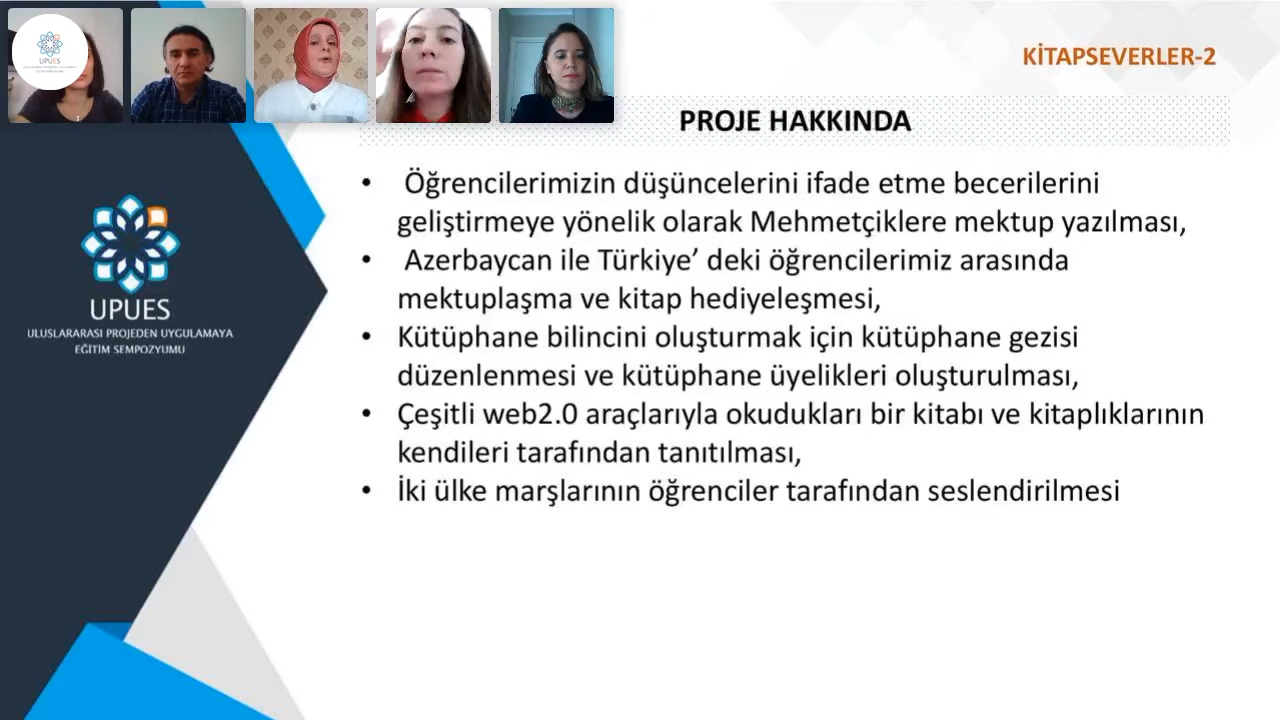 UPUES
KİTAPSEVERLER-2
PROJE HAKKINDA
• Öğrencilerimizin düşüncelerini ifade etme becerilerini
geliştirmeye yönelik olarak Mehmetçiklere mektup yazılması,
• Azerbaycan ile Türkiye’ deki öğrencilerimiz arasında
mektuplaşma ve kitap hediyeleşmesi,
• Kütüphane bilincini oluşturmak için kütüphane gezisi
düzenlenmesi ve kütüphane üyelikleri oluşturulması,
• Çeşitli web2.0 araçlarıyla okudukları bir kitabı ve kitaplıklarının
kendileri tarafından tanıtılması,
• İki ülke marşlarının öğrenciler tarafından seslendirilmesi
UPUES
ULUSLARARASI PROJEDEN UYGULAMAYA
EĞİTİM SEMPOZYUMU